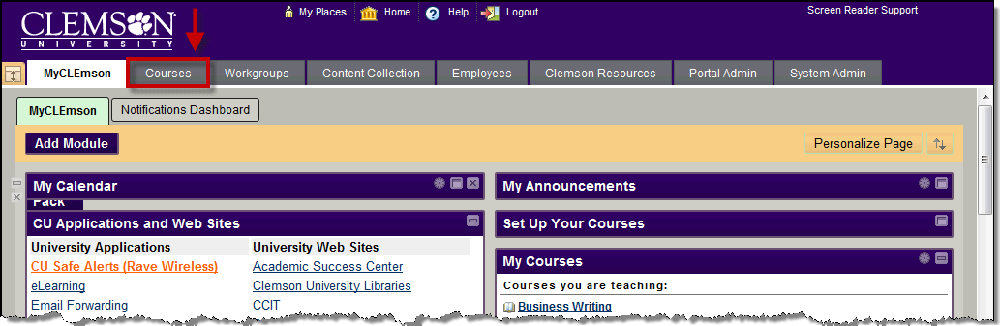 CLEMSON
UNIVERSITY
My Places Home Help Logout Screen Reader Support
MyCLEmson Courses Workgroups Content Collection Employees Clemson Resources Portal Admin System Admin
MyCLEmson Notifications Dashboard
Add Module Personalize Page
My Calendar
Pack
CU Applications and Web Sites
University Applications University Web Sites
CU Safe Alerts (Rave Wireless) Academic Success Center
eLearning Clemson University Libraries
Email Forwarding CCIT
My Announcements
Set Up Your Courses
My Courses
Courses you are teaching:
Business Writing